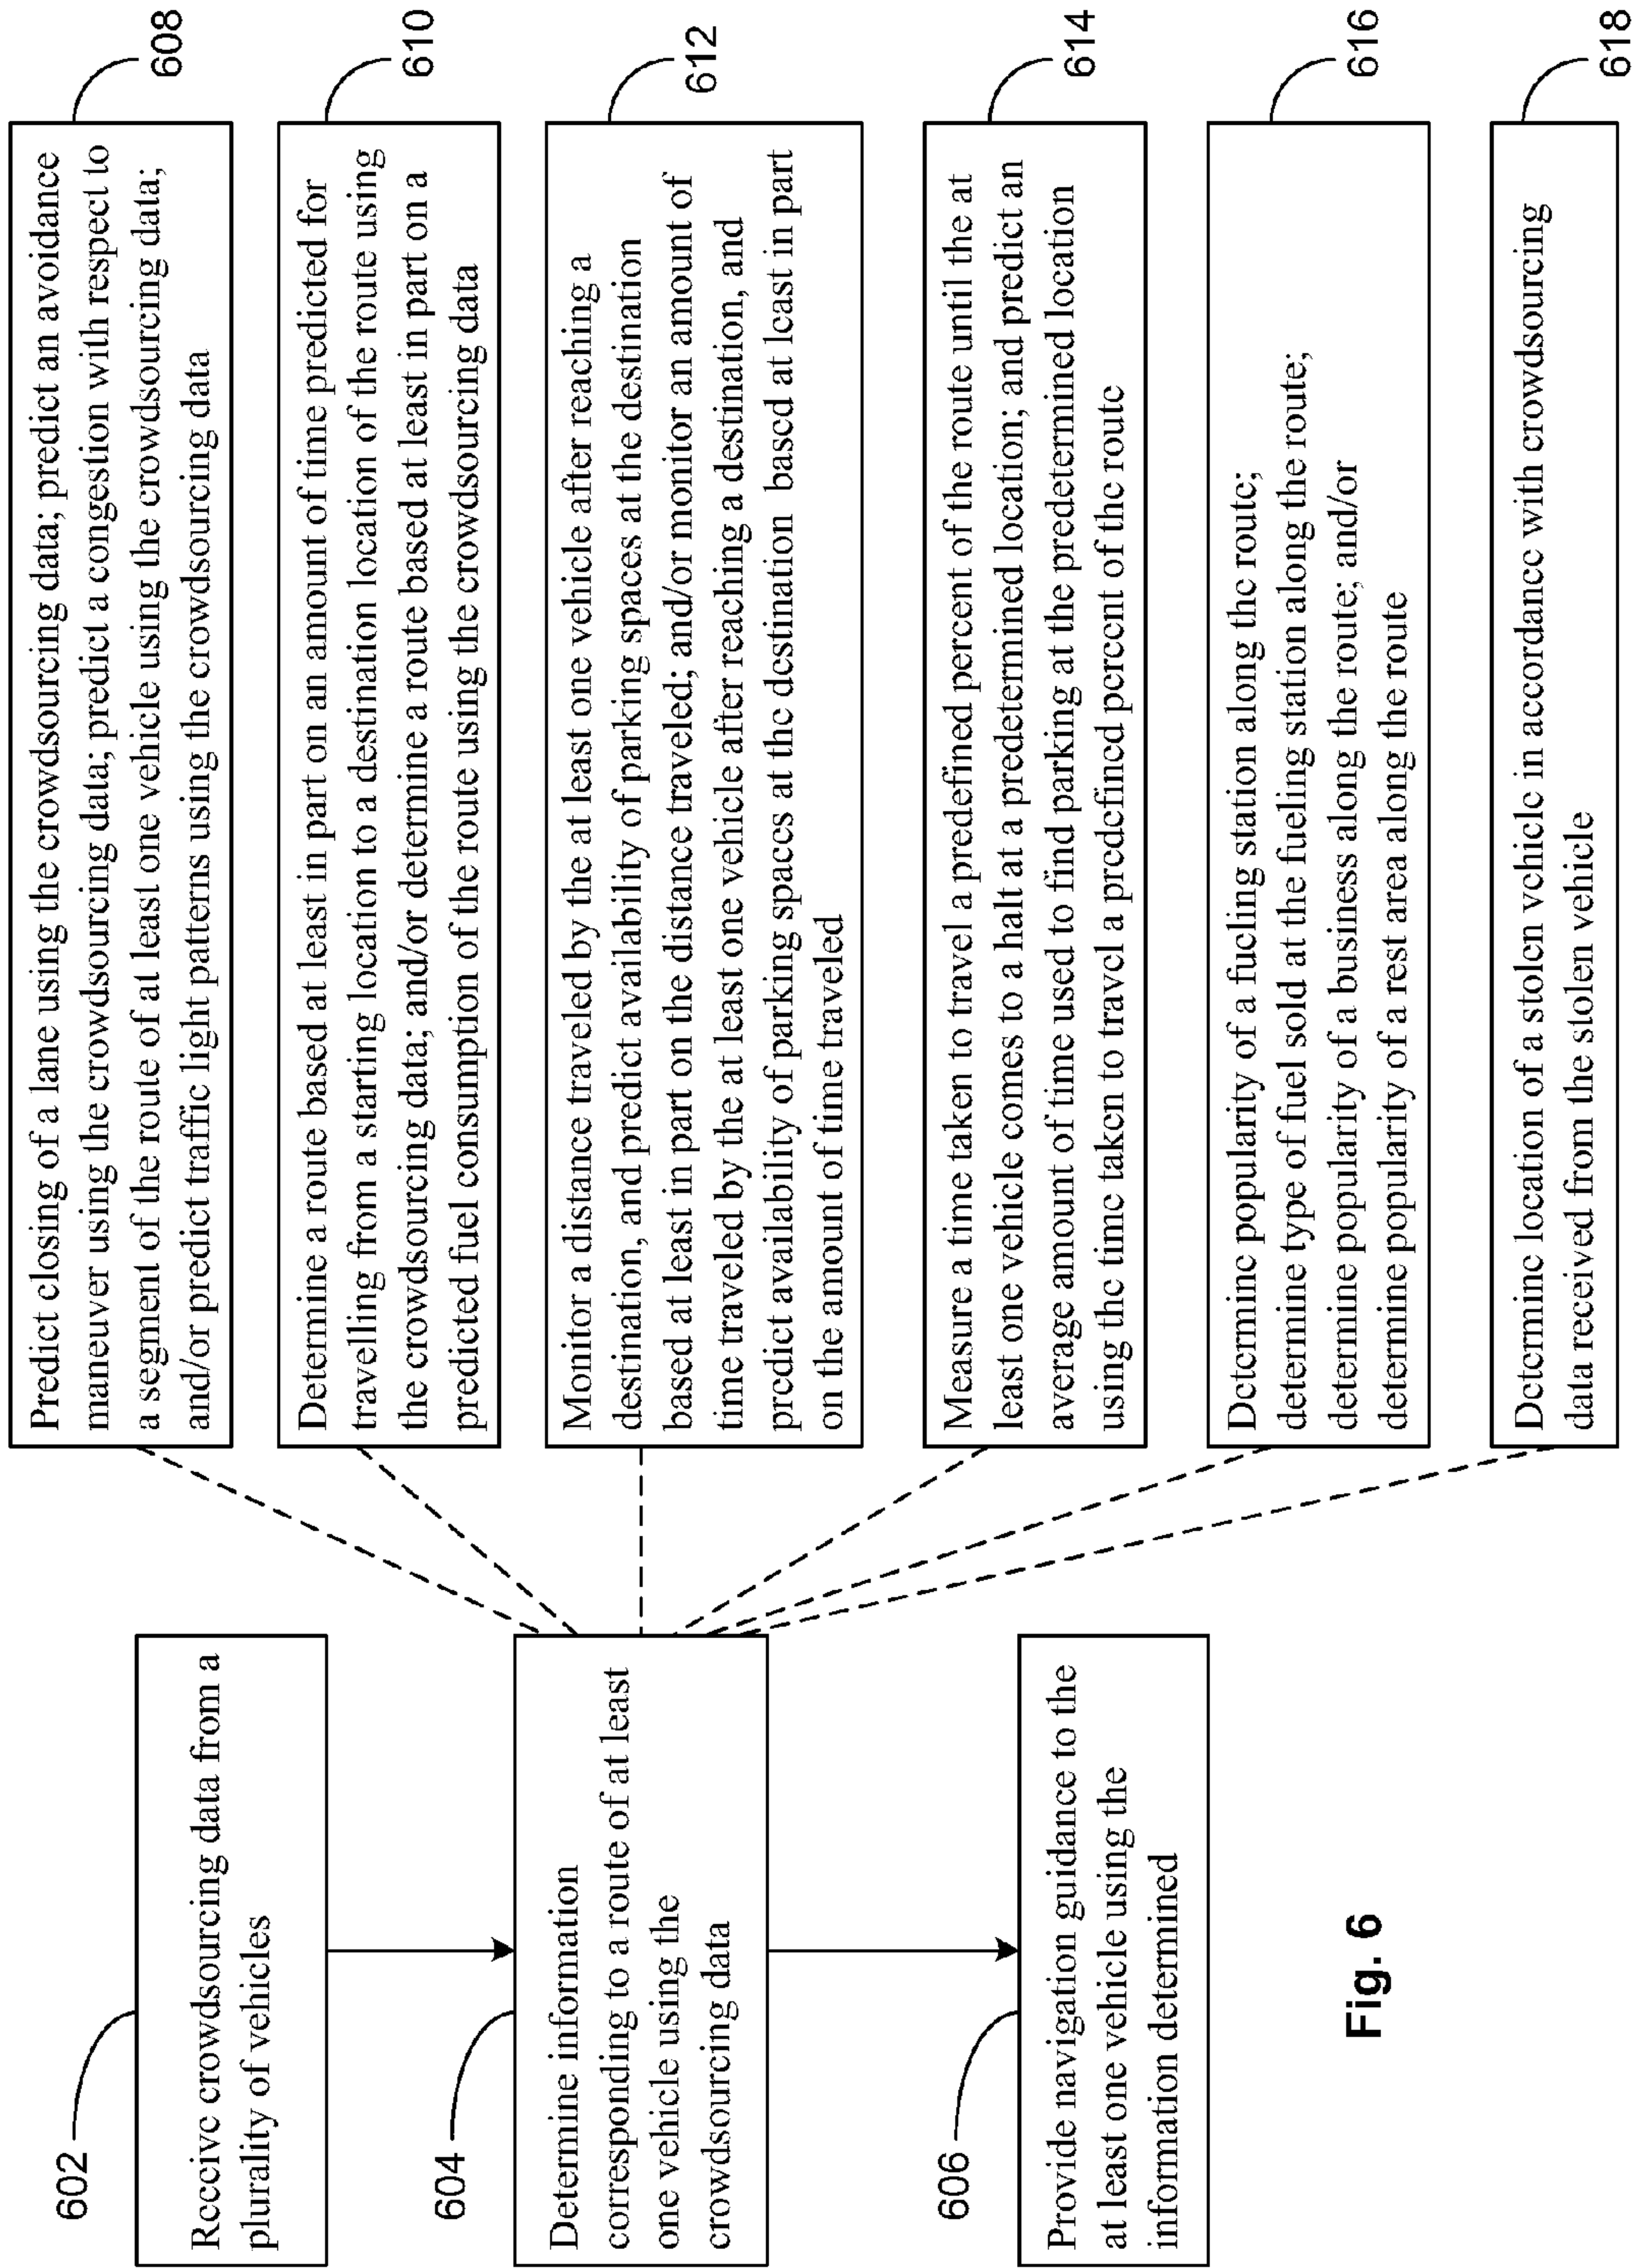 602
Receive crowdsourcing data from a
plurality of vehicles
604
Determine information
corresponding to a route of at least
one vehicle using the
crowdsourcing data
606
Provide navigation guidance to the
at least one vehicle using the
information determined
Predict closing of a lane using the crowdsourcing data; predict an avoidance
maneuver using the crowdsourcing data; predict a congestion with respect to
a segment of the route of at least one vehicle using the crowdsourcing data;
and/or predict traffic light patterns using the crowdsourcing data
608
Determine a route based at least in part on an amount of time predicted for
travelling from a starting location to a destination location of the route using
the crowdsourcing data; and/or determine a route based at least in part on a
predicted fuel consumption of the route using the crowdsourcing data
610
Monitor a distance traveled by the at least one vehicle after reaching a
destination, and predict availability of parking spaces at the destination
based at least in part on the distance traveled; and/or monitor an amount of
time traveled by the at least one vehicle after reaching a destination, and
predict availability of parking spaces at the destination based at least in part
on the amount of time traveled
612
Measure a time taken to travel a predefined percent of the route until the at
least one vehicle comes to a halt at a predetermined location; and predict an
average amount of time used to find parking at the predetermined location
using the time taken to travel a predefined percent of the route
614
Determine popularity of a fueling station along the route;
determine type of fuel sold at the fueling station along the route;
determine popularity of a business along the route; and/or
determine popularity of a rest area along the route
616
Determine location of a stolen vehicle in accordance with crowdsourcing
data received from the stolen vehicle
618
Fig. 6